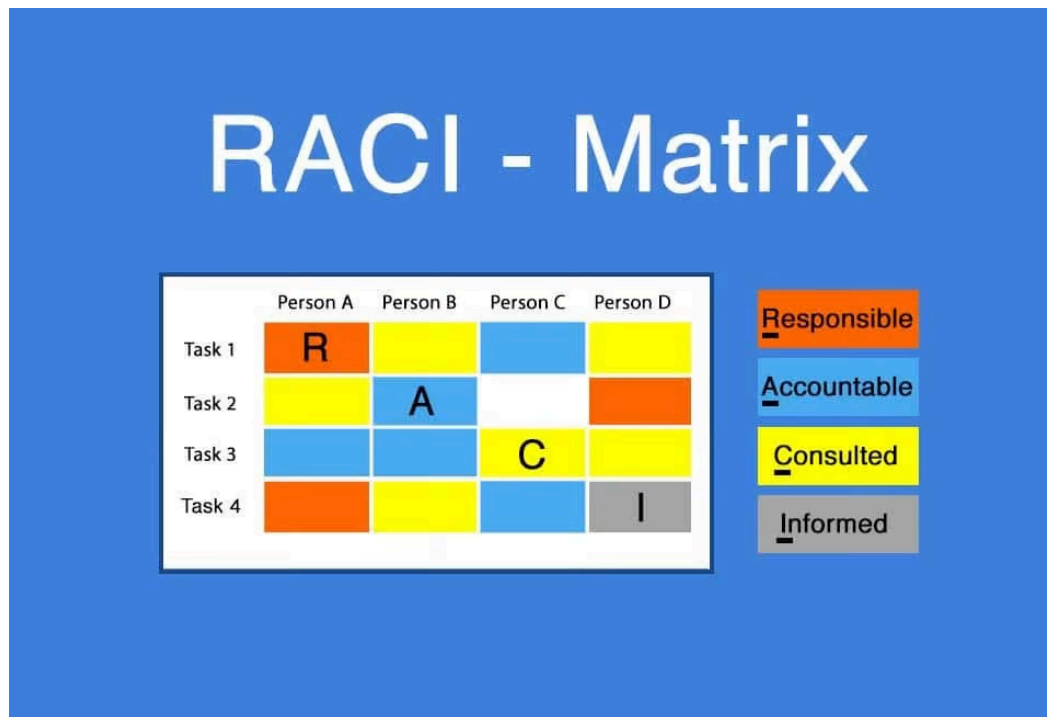 RACI - Matrix
Person A Person B Person C Person D
Task 1 R
Task 2 A
Task 3 C
Task 4 I
Responsible
Accountable
Consulted
Informed